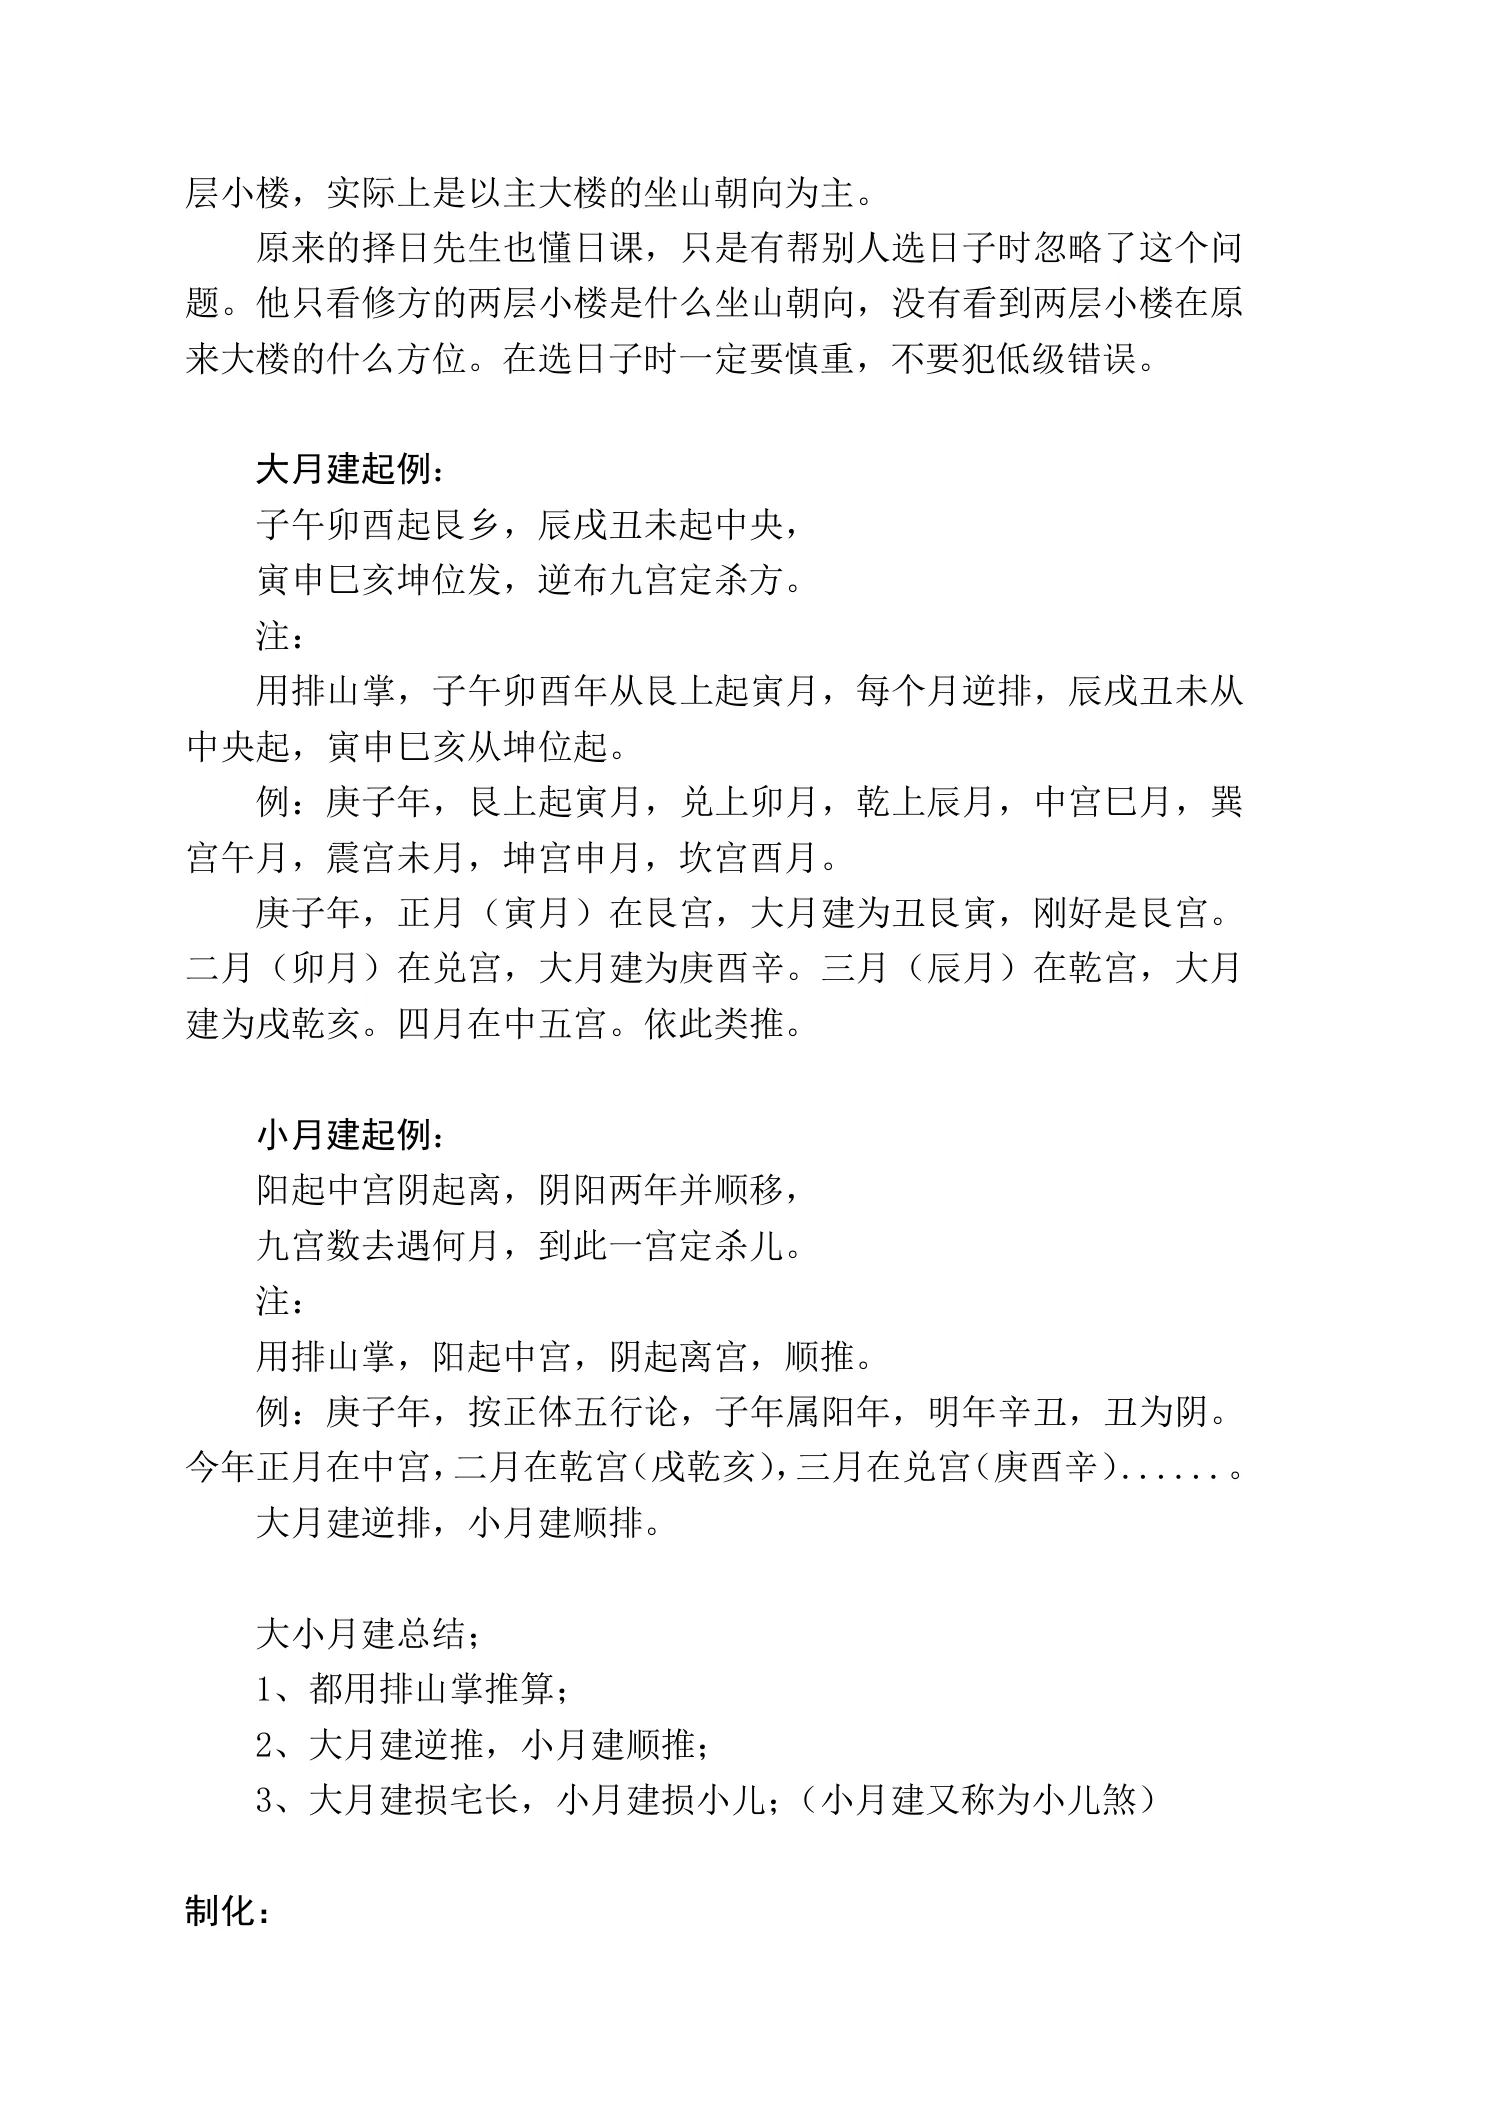 层小楼，实际上是以主大楼的坐山朝向为主。
原来的择日先生也懂日课，只是有帮别人选日子时忽略了这个问
题。他只看修方的两层小楼是什么坐山朝向，没有看到两层小楼在原
来大楼的什么方位。在选日子时一定要慎重，不要犯低级错误。
大月建起例：
子午卯酉起艮乡，辰戌丑未起中央，
寅申巳亥坤位发，逆布九宫定杀方。
注：
用排山掌，子午卯酉年从艮上起寅月，每个月逆排，辰戌丑未从
中央起，寅申巳亥从坤位起。
例：庚子年，艮上起寅月，兑上卯月，乾上辰月，中宫巳月，巽
宫午月，震宫未月，坤宫申月，坎宫酉月。
庚子年，正月（寅月）在艮宫，大月建为丑艮寅，刚好是艮宫。
二月（卯月）在兑宫，大月建为庚酉辛。三月（辰月）在乾宫，大月
建为戌乾亥。四月在中五宫。依此类推。
小月建起例：
阳起中宫阴起离，阴阳两年并顺移，
九宫数去遇何月，到此一宫定杀儿。
注：
用排山掌，阳起中宫，阴起离宫，顺推。
例：庚子年，按正体五行论，子年属阳年，明年辛丑，丑为阴。
今年正月在中宫，二月在乾宫（戌乾亥），三月在兑宫（庚酉辛）......。
大月建逆排，小月建顺排。
大小月建总结；
1、都用排山掌推算；
2、大月建逆推，小月建顺推；
3、大月建损宅长，小月建损小儿；（小月建又称为小儿煞）
制化：